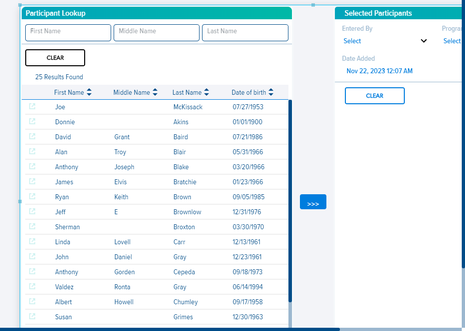 Participant Lookup
First Name Middle Name Last Name
CLEAR
25 Results Found
First Name Middle Name Last Name Date of birth
Joe McKissack 07/27/1953
Donnie Akins 01/01/1900
David Grant Baird 07/21/1986
Alan Troy Blair 05/31/1966
Anthony Joseph Blake 03/20/1966
James Elvis Bratchie 01/23/1966
Ryan Keith Brown 09/05/1985
Jeff E Brownlow 12/31/1976
Sherman Broxton 03/30/1970
Linda Lovell Carr 12/13/1961
John Daniel Gray 12/23/1961
Anthony Gorden Cepeda 09/18/1973
Valdez Ronta Gray 06/14/1994
Albert Howell Chumley 09/17/1958
Susan Grimes 12/30/1963
>>>
Selected Participants
Entered By Progra
Select Select
Date Added
Nov 22, 2023 12:07 AM
CLEAR